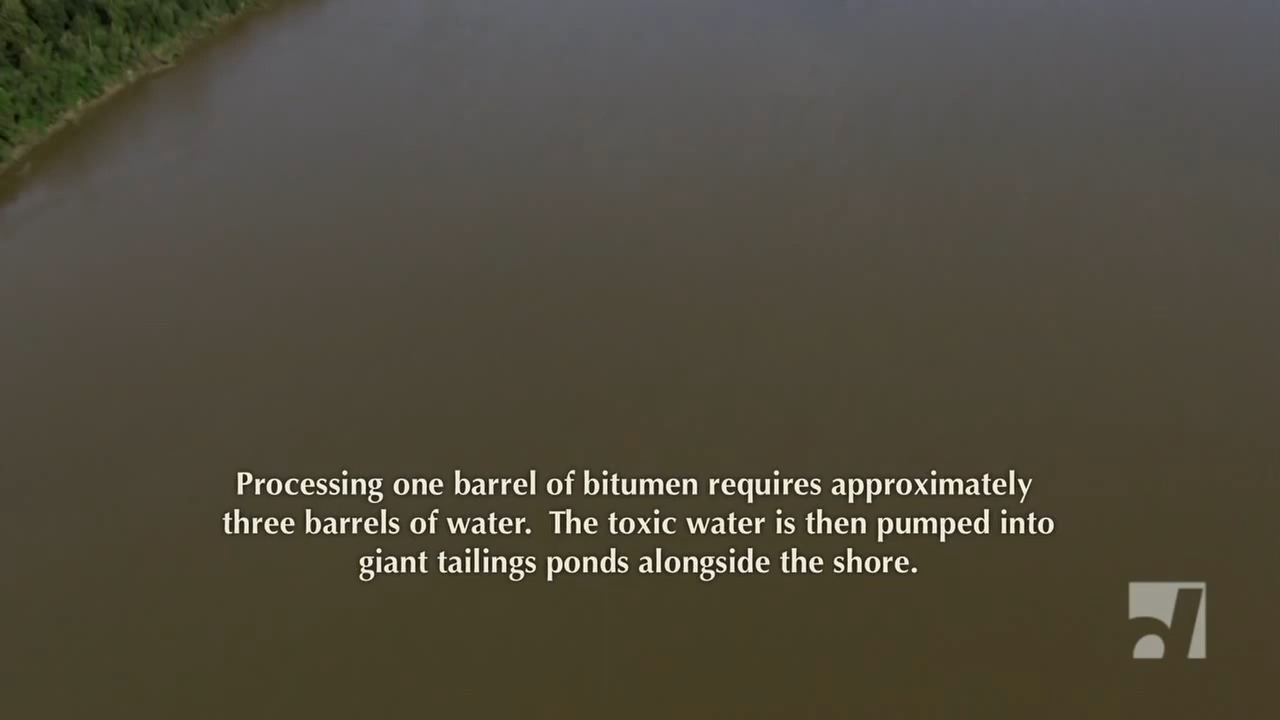 Processing one barrel of bitumen requires approximately
three barrels of water.  The toxic water is then pumped into
giant tailings ponds alongside the shore.